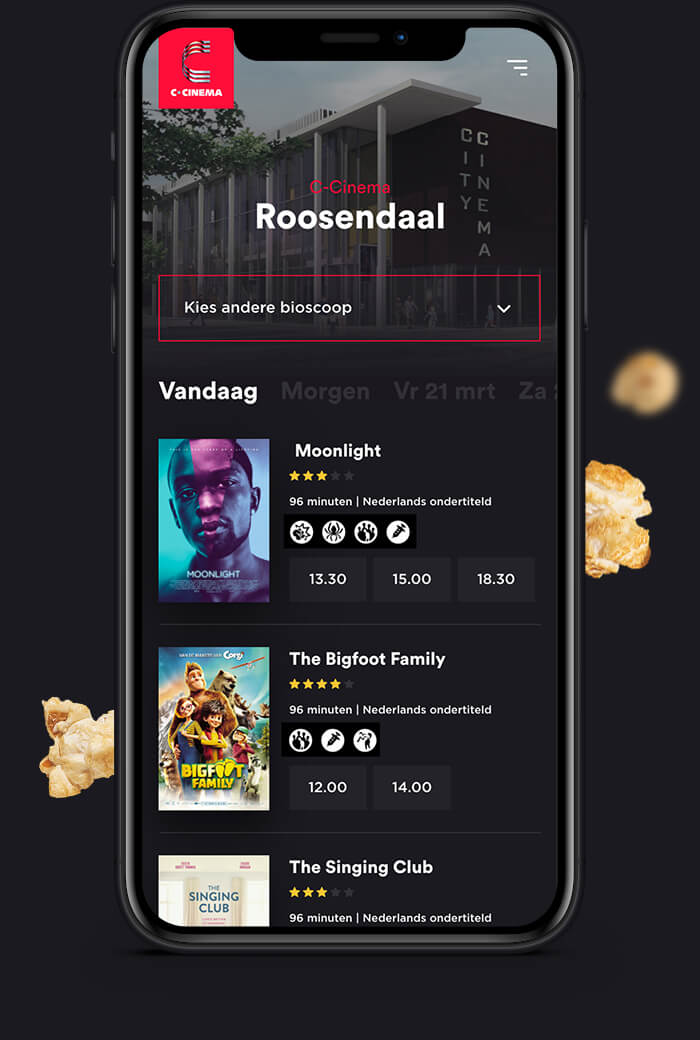 C
C•CINEMA
CITY
CINEMA
C-Cinema
Roosendaal
Kies andere bioscoop
Vandaag Morgen Vr 21 mrt Za
Moonlight
96 minuten | Nederlands ondertiteld
MOONLIGHT
13.30 15.00 18.30
The Bigfoot Family
96 minuten | Nederlands ondertiteld
BIGFOOT
FAMILY
12.00 14.00
The Singing Club
THE
SINGING
CLUB
96 minuten | Nederlands ondertiteld